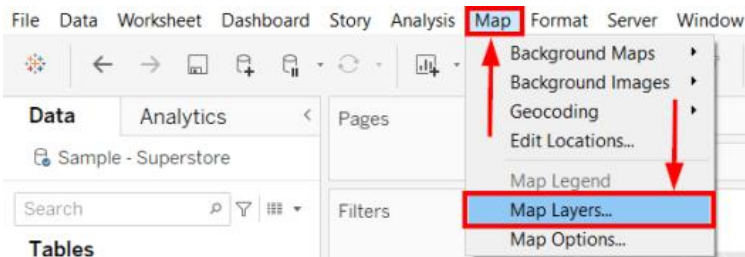 File Data Worksheet Dashboard Story Analysis Map Format Server Window
Background Maps
Background Images
Data Analytics
Pages
Geocoding
Edit Locations...
Sample - Superstore
Map Legend
Search
Filters
Map Layers...
Map Options...
Tables